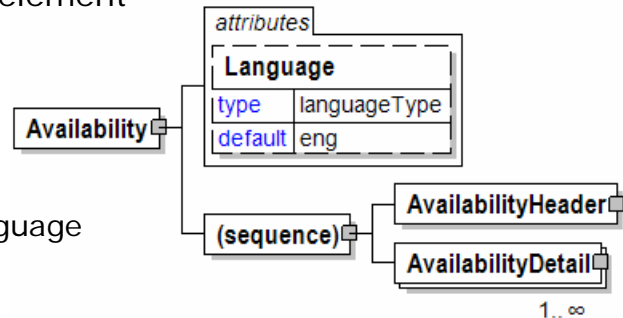 element
attributes
Language
type languageType
default eng
Availability
guage
(sequence)
AvailabilityHeader
AvailabilityDetail
1.. ∞